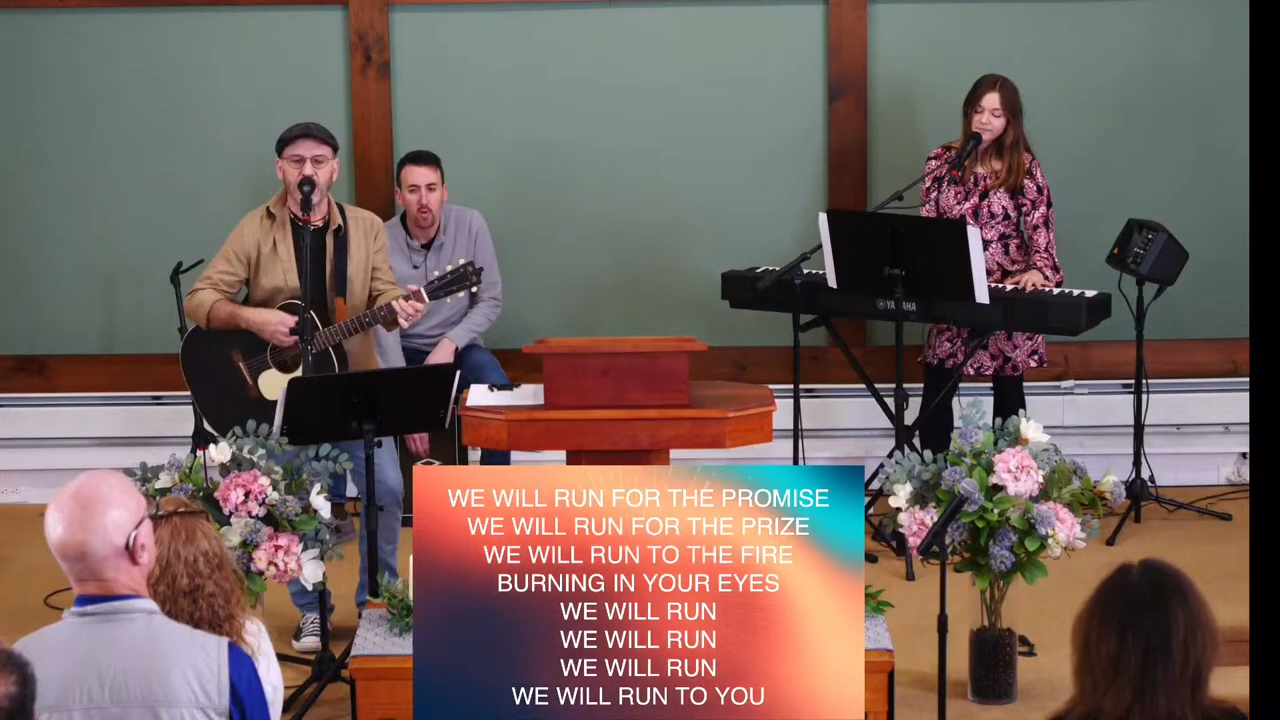 YAMAHA
WE WILL RUN FOR THE PROMISE
WE WILL RUN FOR THE PRIZE
WE WILL RUN TO THE FIRE
BURNING IN YOUR EYES
WE WILL RUN
WE WILL RUN
WE WILL RUN
WE WILL RUN TO YOU